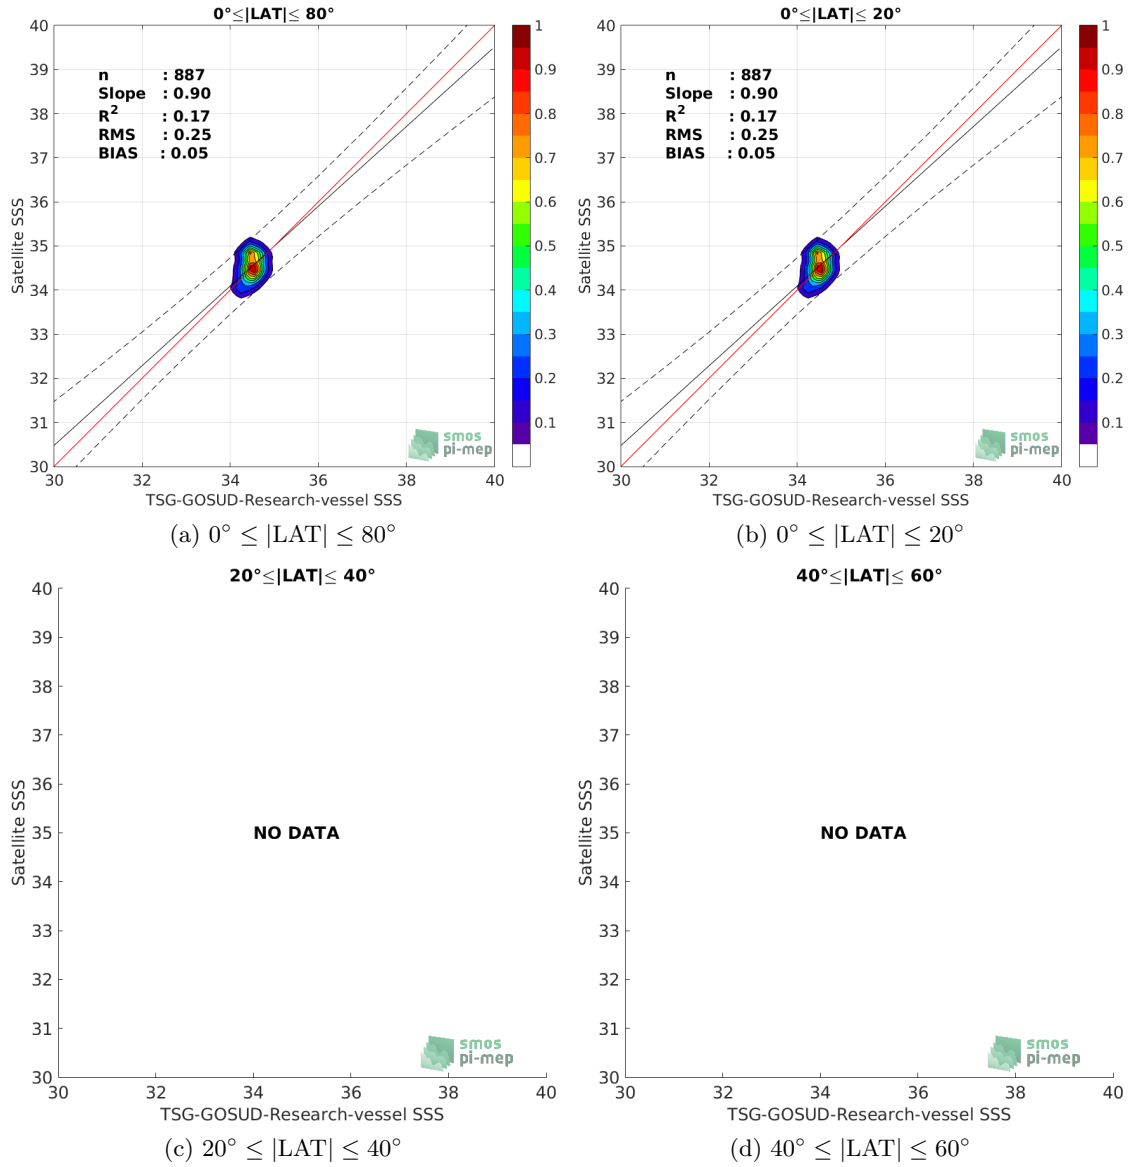 0°≤|LAT|≤ 80°
40
39
38
37
36
35
34
33
32
31
30
Satellite SSS
n : 887
Slope : 0.90
R2 : 0.17
RMS : 0.25
BIAS : 0.05
1
0.9
0.8
0.7
0.6
0.5
0.4
0.3
0.2
0.1
smos
pi-mep
30 32 34 36 38 40
TSG-GOSUD-Research-vessel SSS
(a) 0° ≤ |LAT| ≤ 80°
0°≤|LAT|≤ 20°
40
39
38
37
36
35
34
33
32
31
30
Satellite SSS
n : 887
Slope : 0.90
R2 : 0.17
RMS : 0.25
BIAS : 0.05
1
0.9
0.8
0.7
0.6
0.5
0.4
0.3
0.2
0.1
smos
pi-mep
30 32 34 36 38 40
TSG-GOSUD-Research-vessel SSS
(b) 0° ≤ |LAT| ≤ 20°
20°≤|LAT|≤ 40°
40
39
38
37
36
35
34
33
32
31
30
Satellite SSS
NO DATA
smos
pi-mep
30 32 34 36 38 40
TSG-GOSUD-Research-vessel SSS
(c) 20° ≤ |LAT| ≤ 40°
40°≤|LAT|≤ 60°
40
39
38
37
36
35
34
33
32
31
30
Satellite SSS
NO DATA
smos
pi-mep
30 32 34 36 38 40
TSG-GOSUD-Research-vessel SSS
(d) 40° ≤ |LAT| ≤ 60°